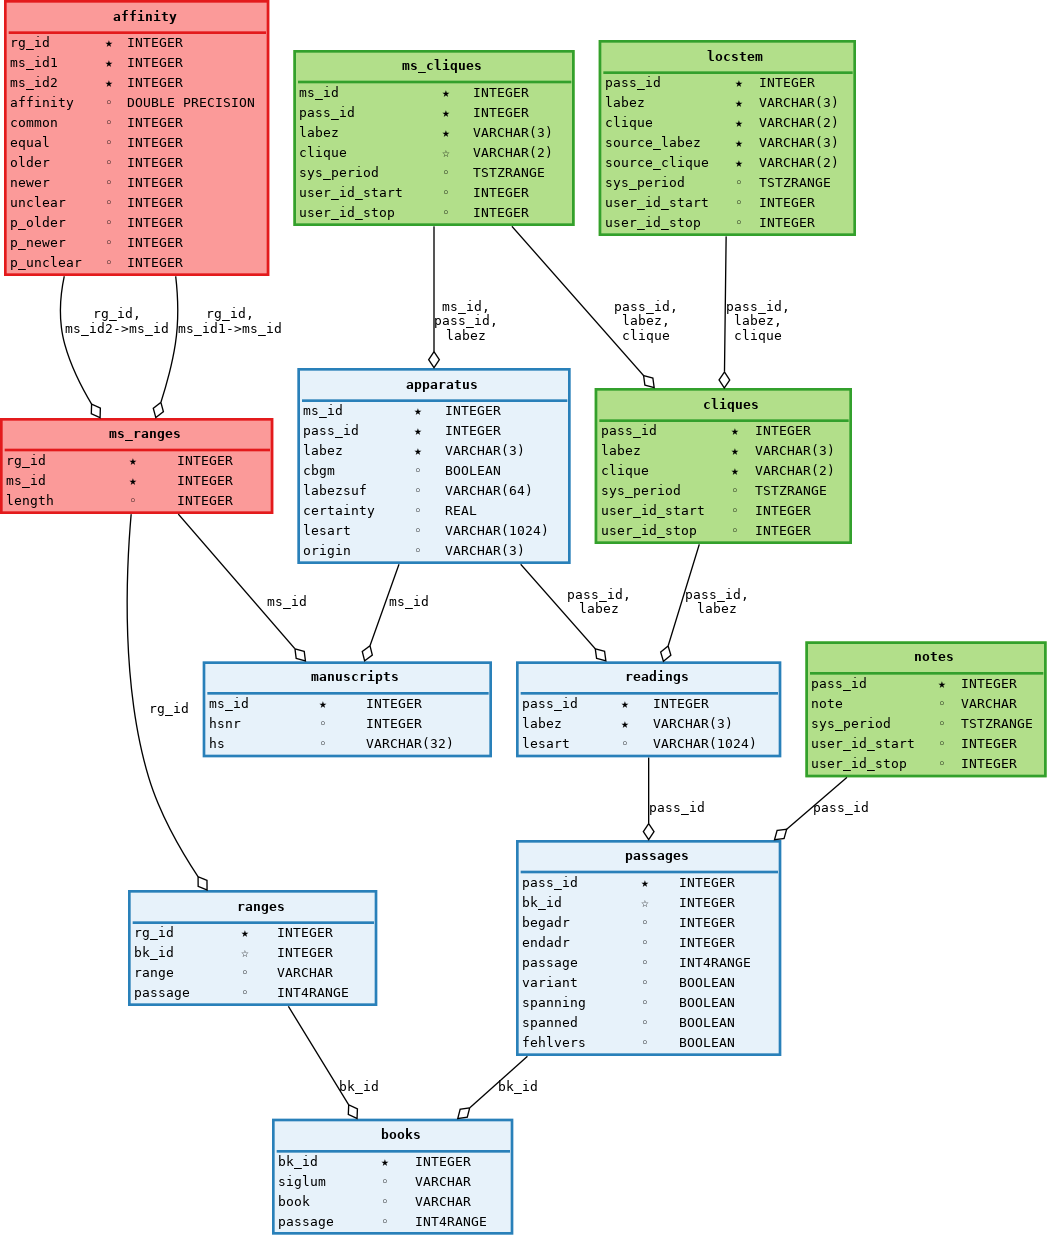 affinity
rg_id ★ INTEGER
ms_id1 ★ INTEGER
ms_id2 ★ INTEGER
affinity ◦ DOUBLE PRECISION
common ◦ INTEGER
equal ◦ INTEGER
older ◦ INTEGER
newer ◦ INTEGER
unclear ◦ INTEGER
p_older ◦ INTEGER
p_newer ◦ INTEGER
p_unclear ◦ INTEGER
ms_cliques
ms_id ★ INTEGER
pass_id ★ INTEGER
labez ★ VARCHAR(3)
clique ☆ VARCHAR(2)
sys_period ◦ TSTZRANGE
user_id_start ◦ INTEGER
user_id_stop ◦ INTEGER
locstem
pass_id ★ INTEGER
labez ★ VARCHAR(3)
clique ★ VARCHAR(2)
source_labez ★ VARCHAR(3)
source_clique ★ VARCHAR(2)
sys_period ◦ TSTZRANGE
user_id_start ◦ INTEGER
user_id_stop ◦ INTEGER
rg_id,
ms_id2->ms_id
rg_id,
ms_id1->ms_id
ms_id,
pass_id,
labez
pass_id,
labez,
clique
pass_id,
labez,
clique
ms_ranges
rg_id ★ INTEGER
ms_id ★ INTEGER
length ◦ INTEGER
apparatus
ms_id ★ INTEGER
pass_id ★ INTEGER
labez ★ VARCHAR(3)
cbgm ◦ BOOLEAN
labezsuf ◦ VARCHAR(64)
certainty ◦ REAL
lesart ◦ VARCHAR(1024)
origin ◦ VARCHAR(3)
cliques
pass_id ★ INTEGER
labez ★ VARCHAR(3)
clique ★ VARCHAR(2)
sys_period ◦ TSTZRANGE
user_id_start ◦ INTEGER
user_id_stop ◦ INTEGER
ms_id
ms_id
pass_id,
labez
pass_id,
labez
rg_id
manuscripts
ms_id ★ INTEGER
hsnr ◦ INTEGER
hs ◦ VARCHAR(32)
readings
pass_id ★ INTEGER
labez ★ VARCHAR(3)
lesart ◦ VARCHAR(1024)
notes
pass_id ★ INTEGER
note ◦ VARCHAR
sys_period ◦ TSTZRANGE
user_id_start ◦ INTEGER
user_id_stop ◦ INTEGER
pass_id
pass_id
ranges
rg_id ★ INTEGER
bk_id ☆ INTEGER
range ◦ VARCHAR
passage ◦ INT4RANGE
passages
pass_id ★ INTEGER
bk_id ☆ INTEGER
begadr ◦ INTEGER
endadr ◦ INTEGER
passage ◦ INT4RANGE
variant ◦ BOOLEAN
spanning ◦ BOOLEAN
spanned ◦ BOOLEAN
fehlvers ◦ BOOLEAN
bk_id
bk_id
books
bk_id ★ INTEGER
siglum ◦ VARCHAR
book ◦ VARCHAR
passage ◦ INT4RANGE